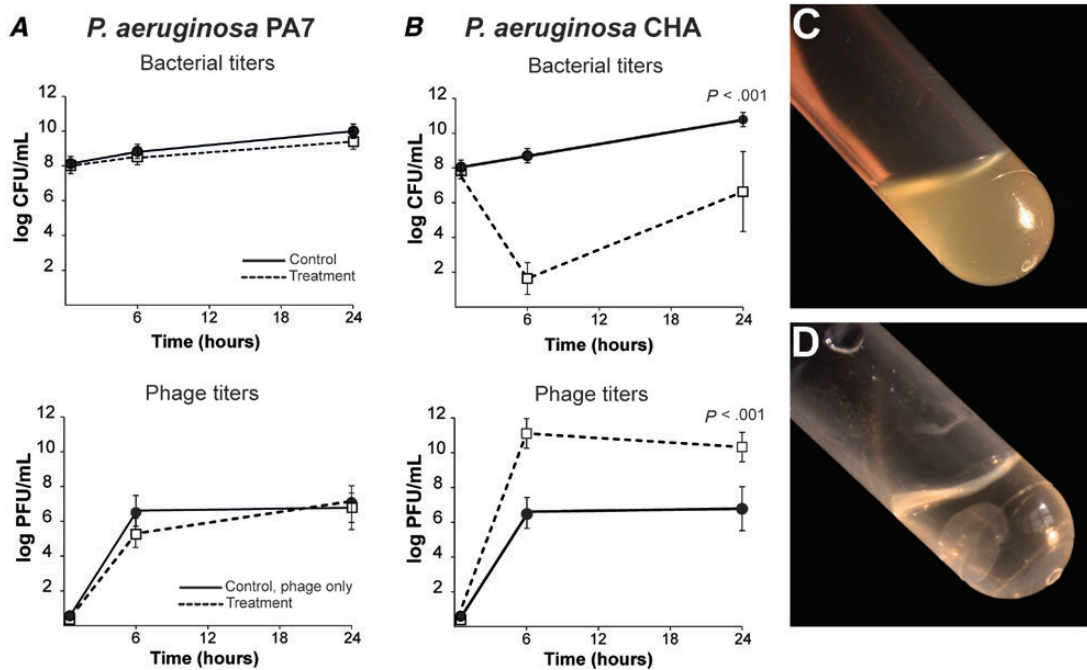 A P. aeruginosa PA7
Bacterial titers
12
10
8
6
4
2
log CFU/mL
Control
Treatment
6 12 18 24
Time (hours)
Phage titers
12
10
8
6
4
2
log PFU/mL
Control, phage only
Treatment
6 12 18 24
Time (hours)
B P. aeruginosa CHA
Bacterial titers
P < .001
12
10
8
6
4
2
log CFU/mL
6 12 18 24
Time (hours)
Phage titers
P < .001
12
10
8
6
4
2
log PFU/mL
6 12 18 24
Time (hours)
C
D